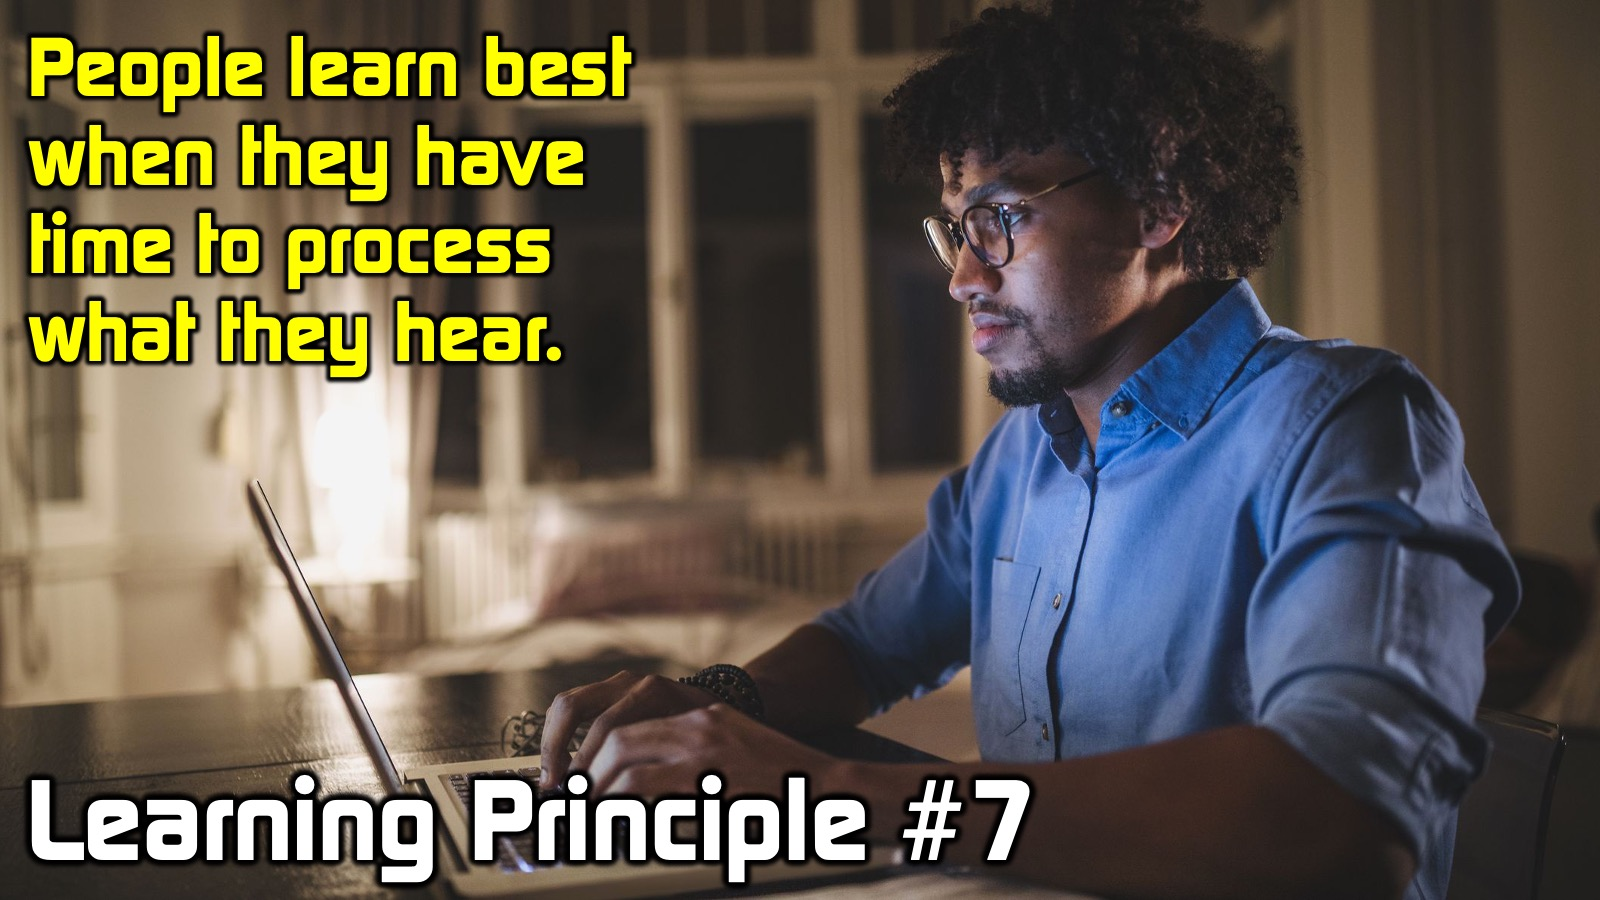 People learn best
when they have
time to process
what they hear.
Learning Principle #7